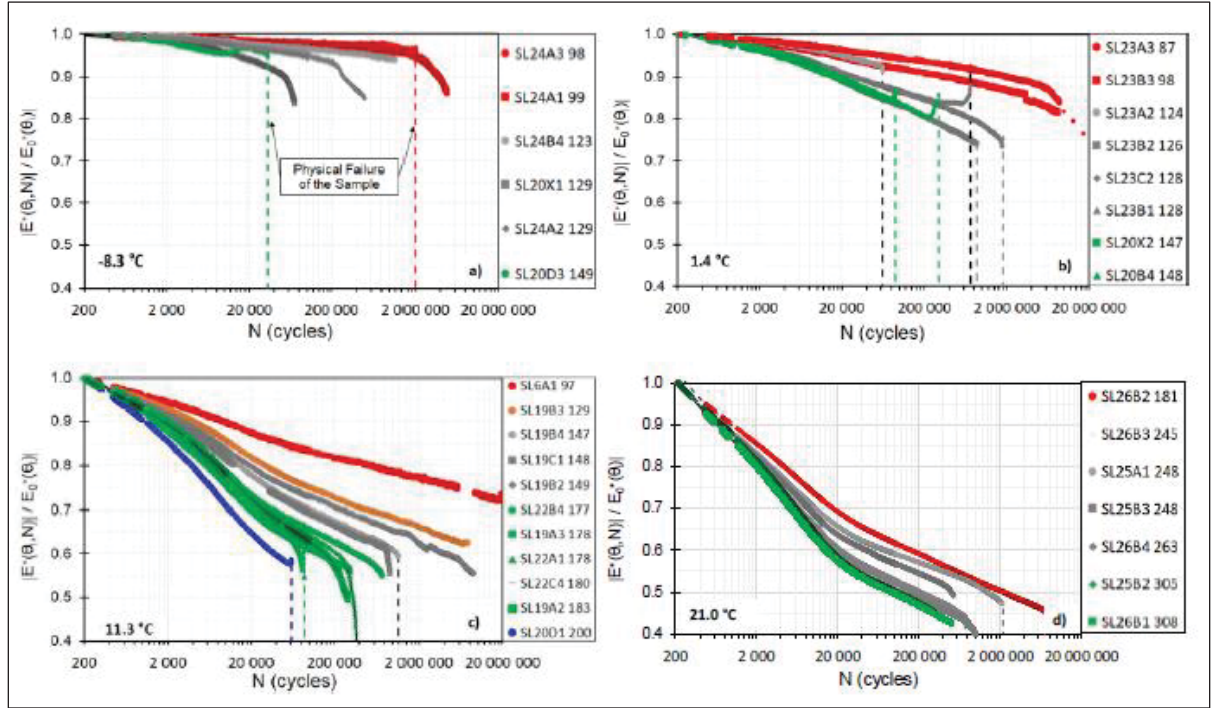 |E*(θᵢ,N)| / E₀*(θᵢ)
1.0
0.9
0.8
0.7
0.6
0.5
0.4
Physical Failure
of the Sample
-8.3 °C
a)
200 2 000 20 000 200 000 2 000 000 20 000 000
N (cycles)
SL24A3 98
SL24A1 99
SL24B4 123
SL20X1 129
SL24A2 129
SL20D3 149
|E*(θᵢ,N)| / E₀*(θᵢ)
1.0
0.9
0.8
0.7
0.6
0.5
0.4
1.4 °C
b)
200 2 000 20 000 200 000 2 000 000 20 000 000
N (cycles)
SL23A3 87
SL23B3 98
SL23A2 124
SL23B2 126
SL23C2 128
SL23B1 128
SL20X2 147
SL20B4 148
|E*(θᵢ,N)| / E₀*(θᵢ)
1.0
0.9
0.8
0.7
0.6
0.5
0.4
11.3 °C
c)
200 2 000 20 000 200 000 2 000 000 20 000 000
N (cycles)
SL6A1 97
SL19B3 129
SL19B4 147
SL19C1 148
SL19B2 149
SL22B4 177
SL19A3 178
SL22A1 178
SL22C4 180
SL19A2 183
SL20D1 200
|E*(θᵢ,N)| / E₀*(θᵢ)
1.0
0.9
0.8
0.7
0.6
0.5
0.4
21.0 °C
d)
200 2 000 20 000 200 000 2 000 000 20 000 000
N (cycles)
SL26B2 181
SL26B3 245
SL25A1 248
SL25B3 248
SL26B4 263
SL25B2 305
SL26B1 308